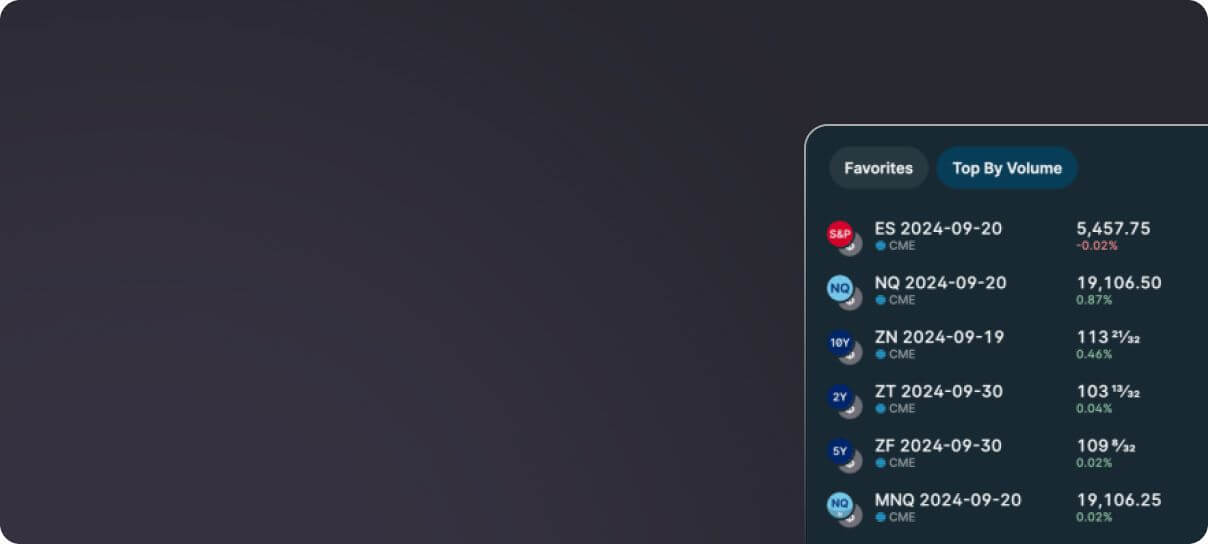 Favorites Top By Volume
S&P ES 2024-09-20 5,457.75
CME -0.02%
NQ NQ 2024-09-20 19,106.50
CME 0.87%
10Y ZN 2024-09-19 113 21/32
CME 0.46%
2Y ZT 2024-09-30 103 13/32
CME 0.04%
5Y ZF 2024-09-30 109 8/32
CME 0.02%
NQ MNQ 2024-09-20 19,106.25
CME 0.02%